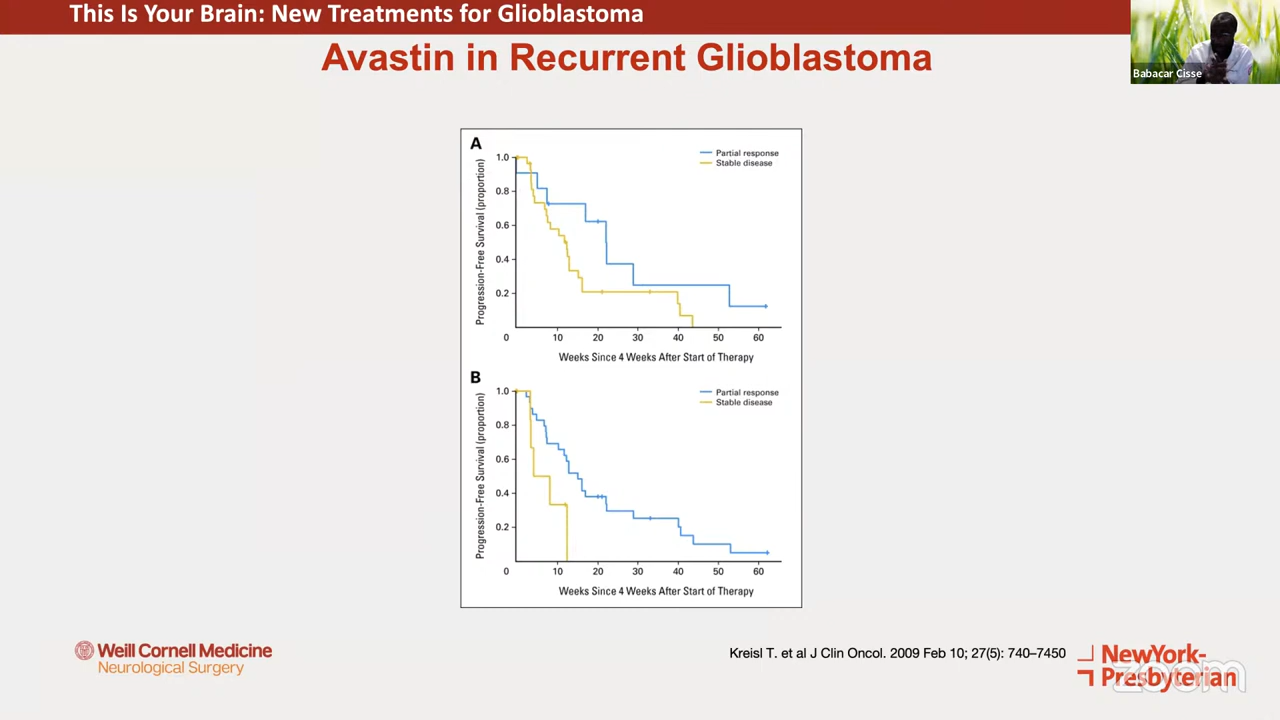 This Is Your Brain: New Treatments for Glioblastoma
Avastin in Recurrent Glioblastoma
Babacar Cisse
A
Partial response
Stable disease
Progression-Free Survival (proportion)
1.0
0.8
0.6
0.4
0.2
0
10
20
30
40
50
60
Weeks Since 4 Weeks After Start of Therapy
B
Partial response
Stable disease
Progression-Free Survival (proportion)
1.0
0.8
0.6
0.4
0.2
0
10
20
30
40
50
60
Weeks Since 4 Weeks After Start of Therapy
Weill Cornell Medicine
Neurological Surgery
Kreisl T. et al J Clin Oncol. 2009 Feb 10; 27(5): 740–7450
NewYork-
Presbyterian
zoom